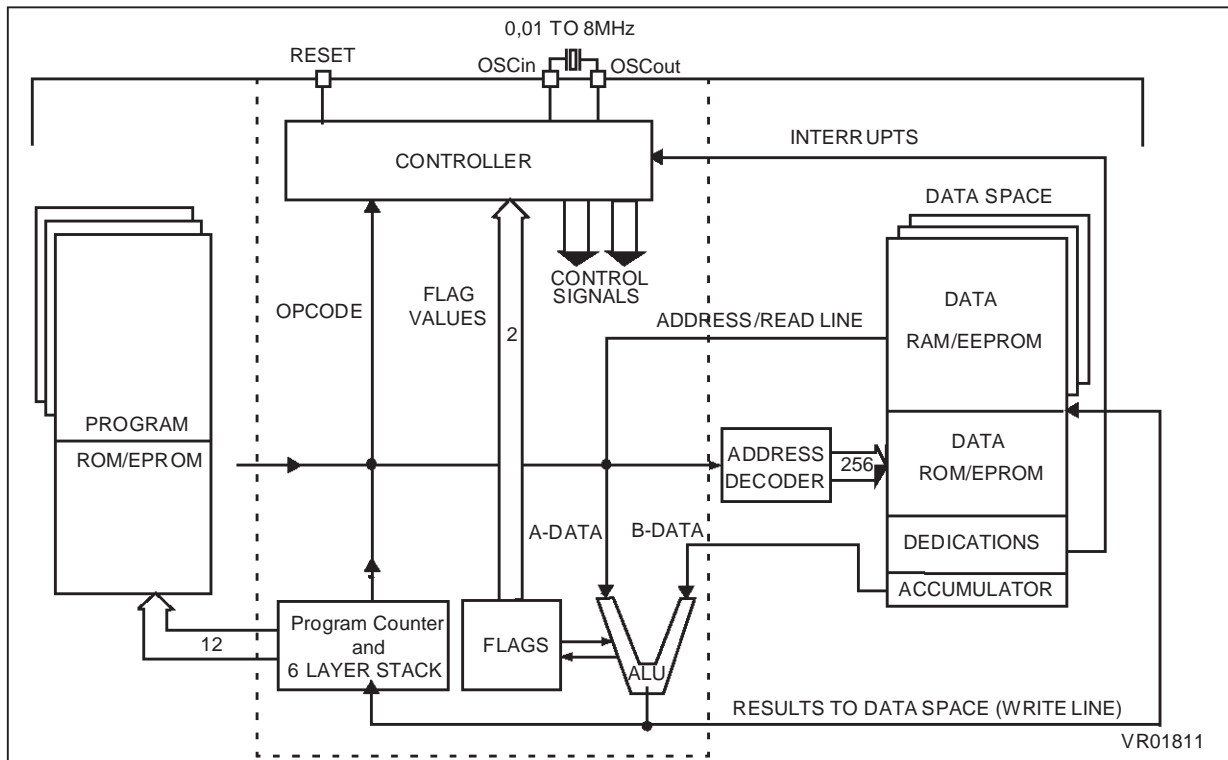 0,01 TO 8MHz
RESET
OSCin
OSCout
INTERRUPTS
CONTROLLER
DATA SPACE
CONTROL
SIGNALS
OPCODE
FLAG
VALUES
2
ADDRESS/READ LINE
DATA
RAM/EEPROM
PROGRAM
ROM/EPROM
ADDRESS
DECODER
256
DATA
ROM/EPROM
A-DATA
B-DATA
DEDICATIONS
ACCUMULATOR
12
Program Counter
and
6 LAYER STACK
FLAGS
ALU
RESULTS TO DATA SPACE (WRITE LINE)
VR01811